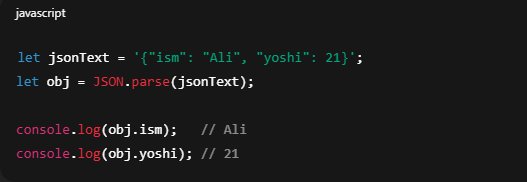 javascript
let jsonText = '{"ism": "Ali", "yoshi": 21}';
let obj = JSON.parse(jsonText);
console.log(obj.ism);   // Ali
console.log(obj.yoshi); // 21